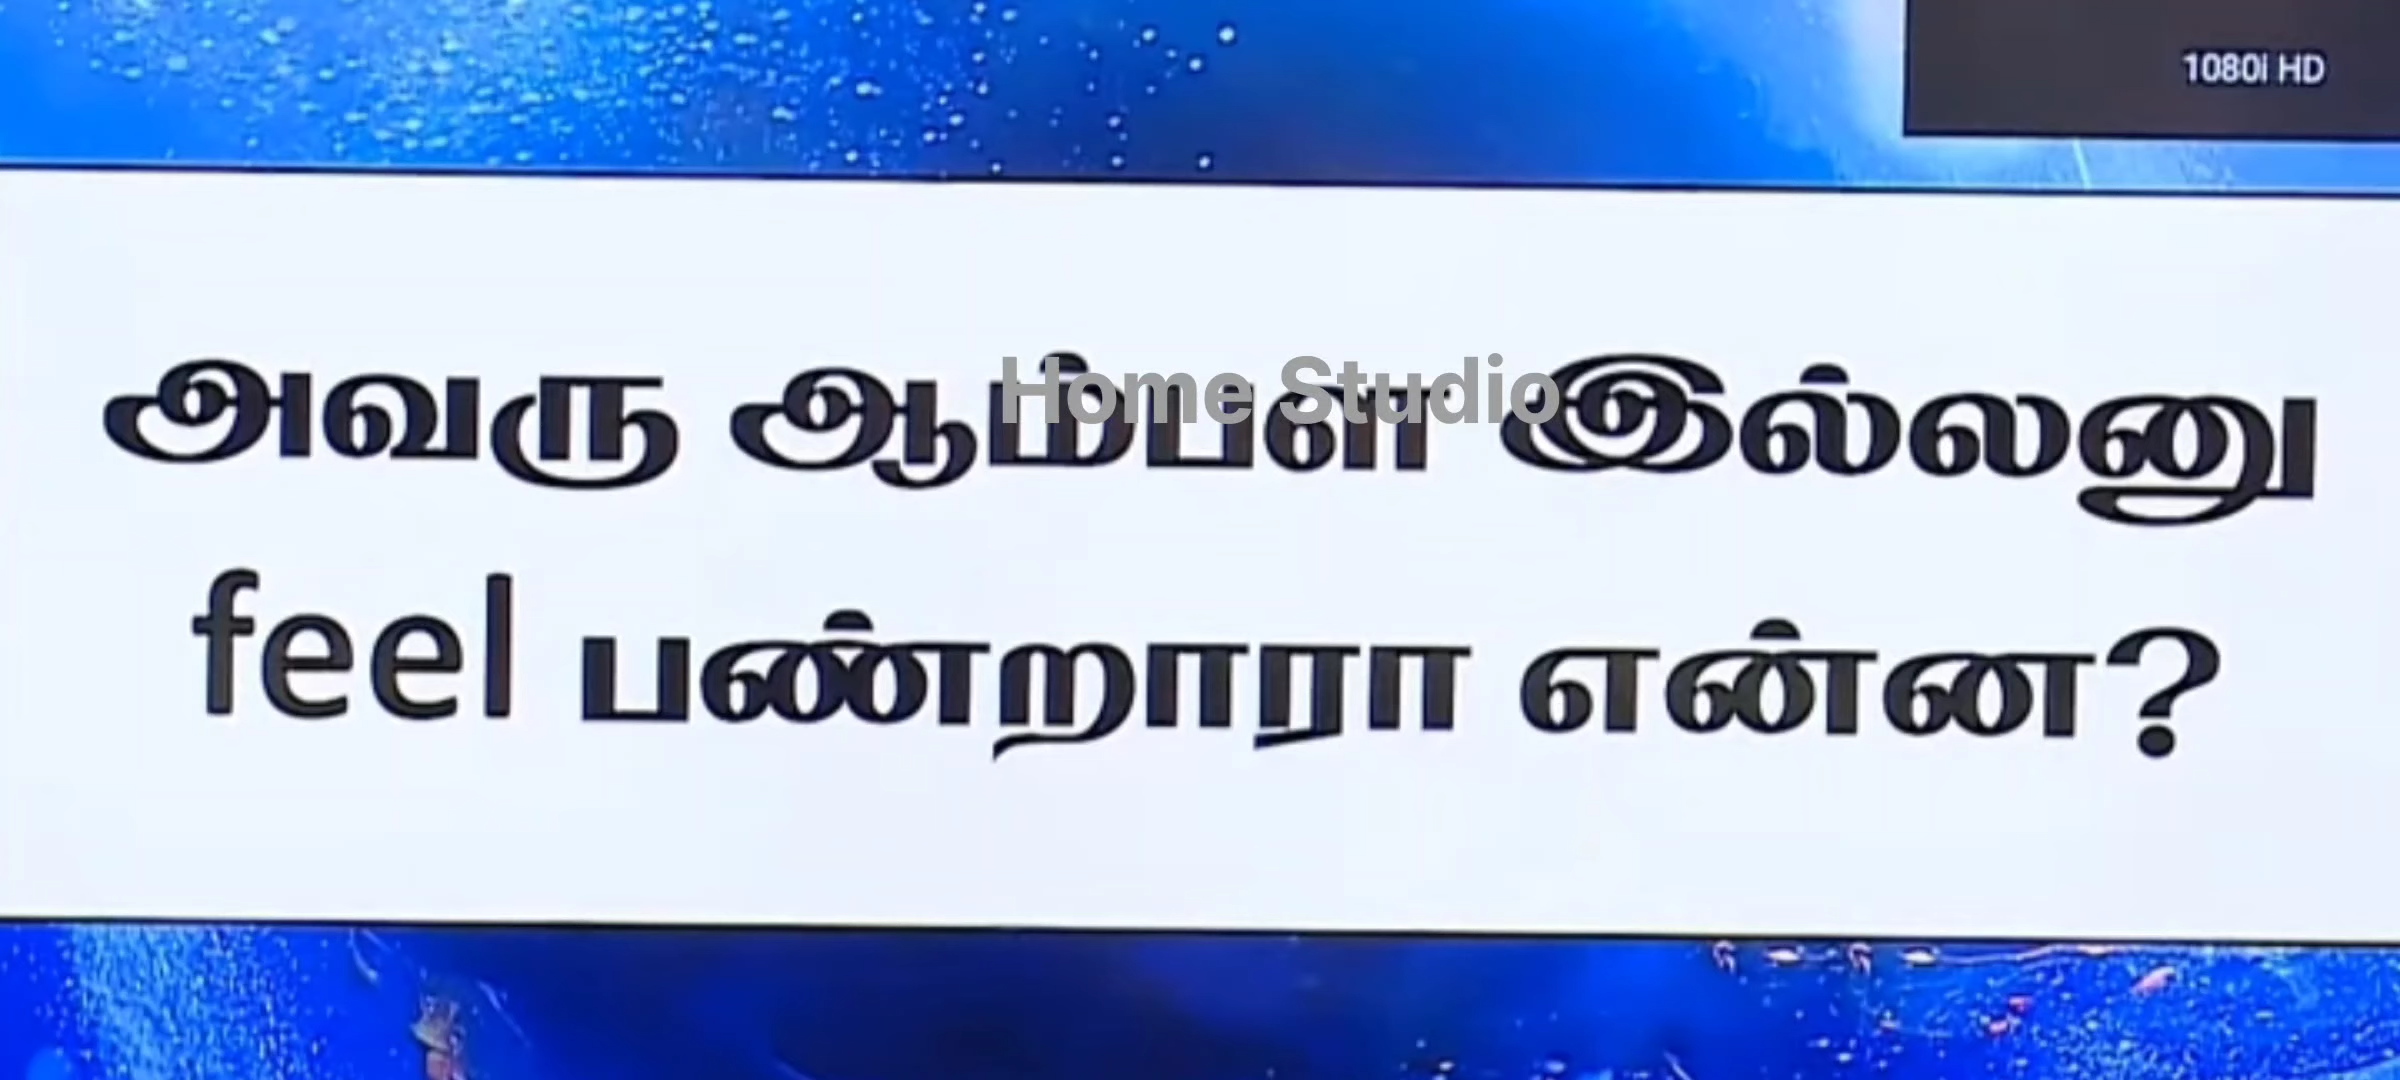 1080i HD
அவரு ஆம்பள இல்லனு
Home Studio
feel பண்றாரா என்ன?